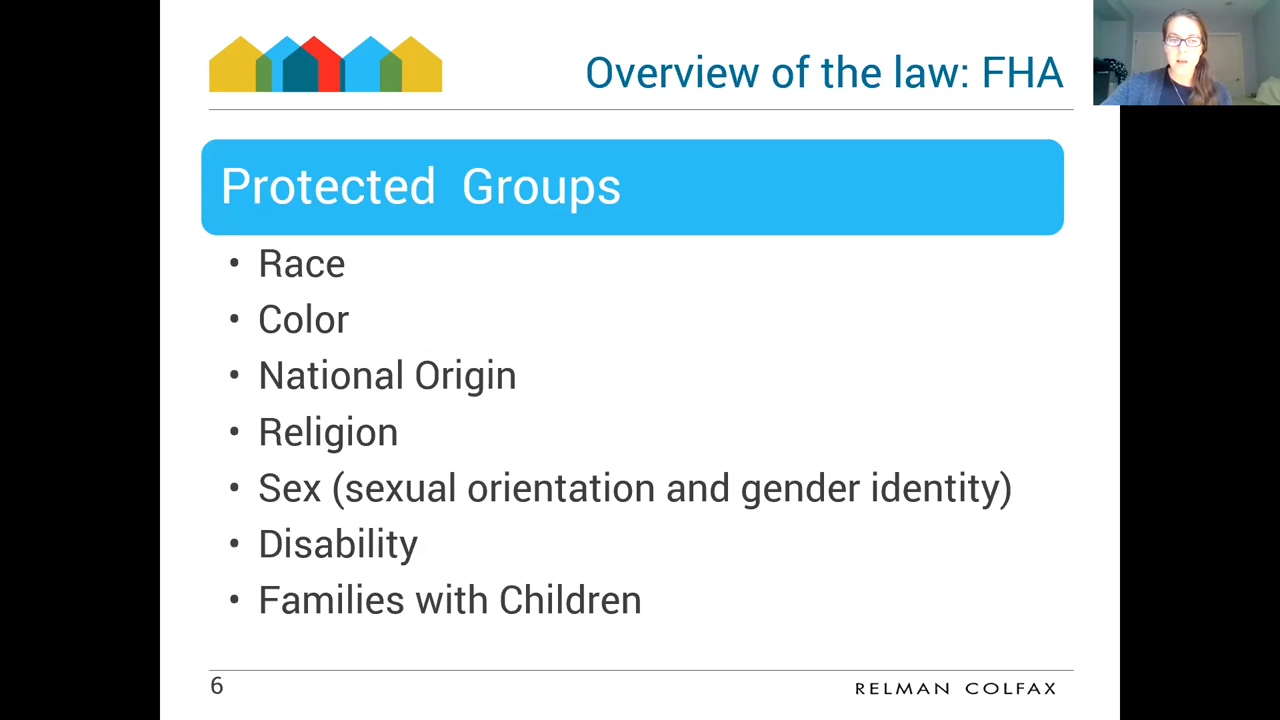 Overview of the law: FHA
Protected Groups
• Race
• Color
• National Origin
• Religion
• Sex (sexual orientation and gender identity)
• Disability
• Families with Children
6
RELMAN COLFAX